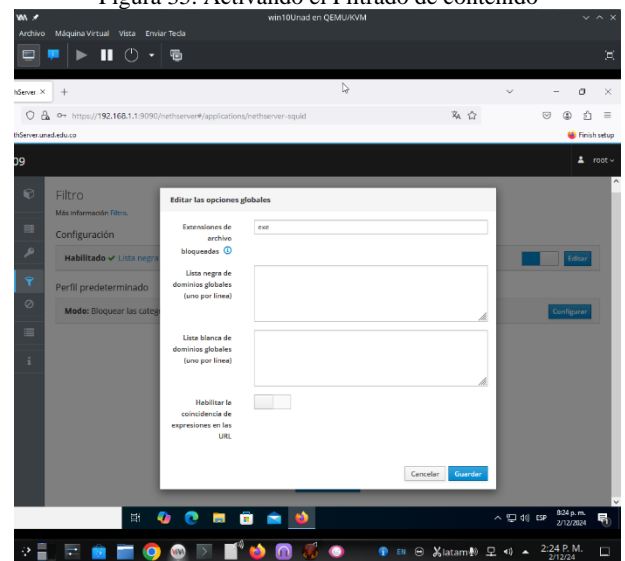 Figura 33. Activando el Filtrado de contenido
win10Unad en QEMU/KVM
Archivo Máquina Virtual Vista Enviar Tecla
hServer. × +
https://192.168.1.1:9090/nethserver#/applications/nethserver-squid
thServer.unad.edu.co
Finish setup
09
root
Filtro
Más información Filtro.
Configuración
Habilitado ✔ Lista negra
Editar
Perfil predeterminado
Modo: Bloquear las categ
Configurar
Editar las opciones globales
Extensiones de
archivo
bloqueadas
exe
Lista negra de
dominios globales
(uno por línea)
Lista blanca de
dominios globales
(uno por línea)
Habilitar la
coincidencia de
expresiones en las
URL
Cancelar Guardar
ESP
8:24 p. m.
2/12/2024
EN latam
2:24 P. M.
2/12/24